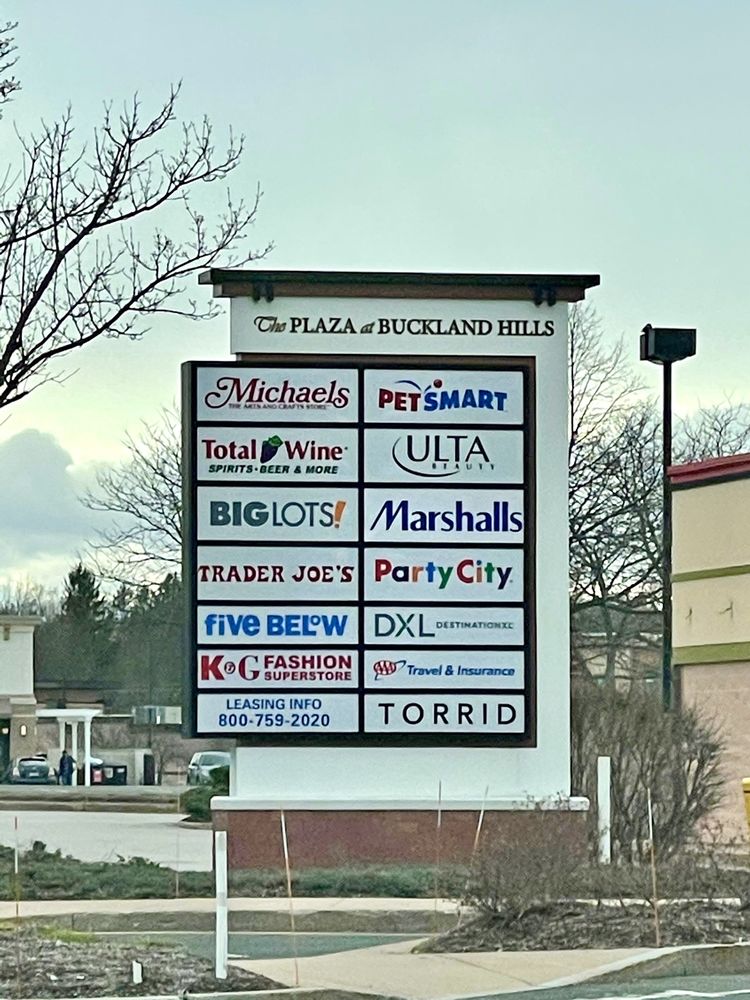 The PLAZA at BUCKLAND HILLS
Michaels
THE ARTS AND CRAFTS STORE
PETSMART
Total Wine
SPIRITS • BEER & MORE
ULTA
BEAUTY
BIGLOTS!
Marshalls
TRADER JOE'S
Party City
five BELOW
DXL DESTINATIONXL
K&G FASHION
SUPERSTORE
AAA Travel & Insurance
LEASING INFO
800-759-2020
TORRID